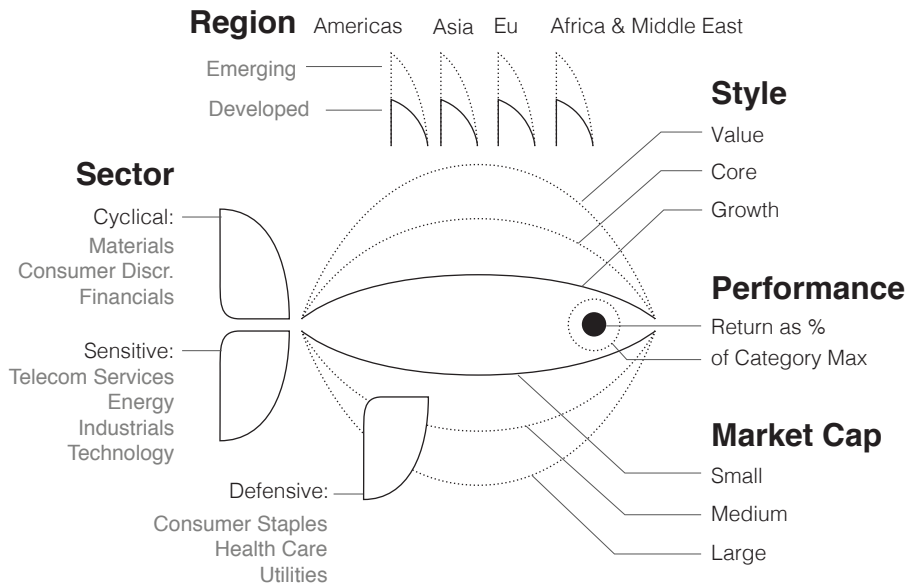 Region Americas Asia Eu Africa & Middle East
Emerging
Developed
Style
Value
Core
Growth
Sector
Cyclical:
Materials
Consumer Discr.
Financials
Sensitive:
Telecom Services
Energy
Industrials
Technology
Defensive:
Consumer Staples
Health Care
Utilities
Performance
Return as %
of Category Max
Market Cap
Small
Medium
Large